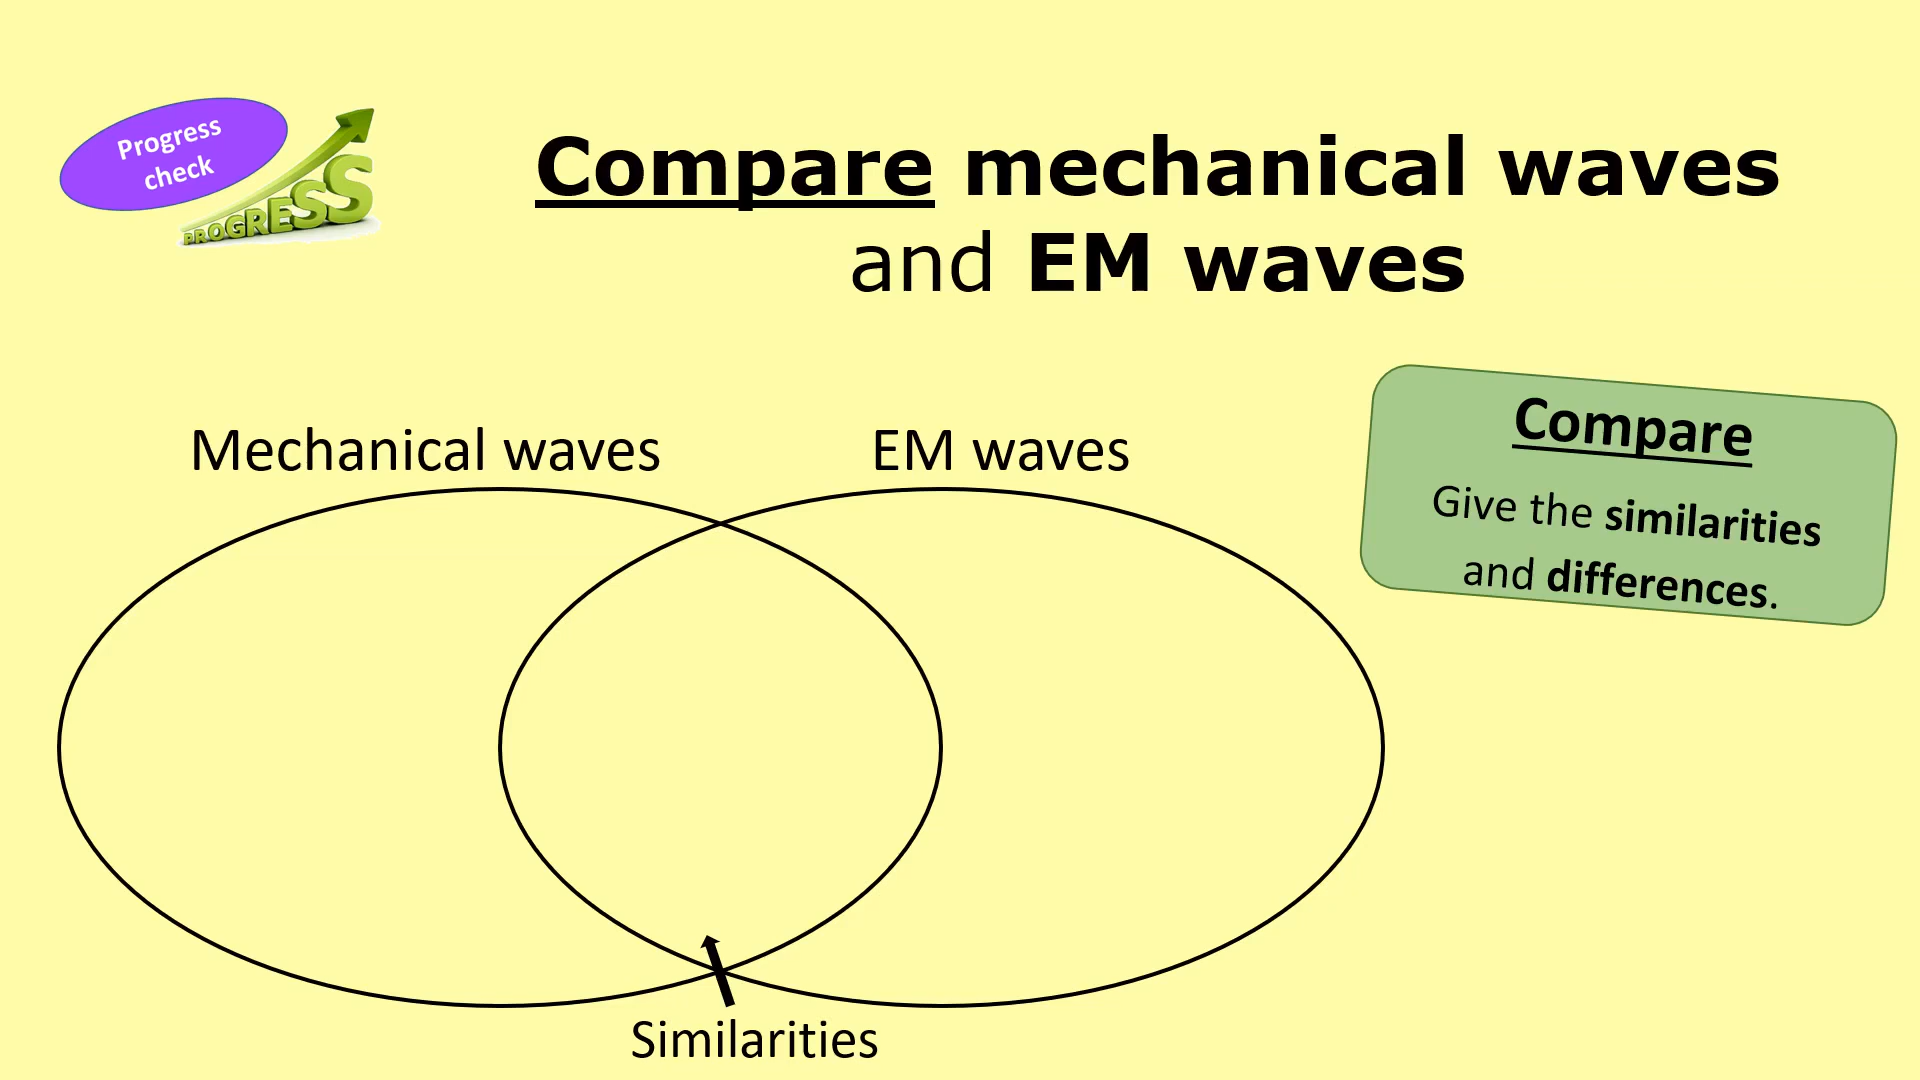 Progress
check
PROGRESS
Compare mechanical waves
and EM waves
Mechanical waves
EM waves
Compare
Give the similarities
and differences.
Similarities